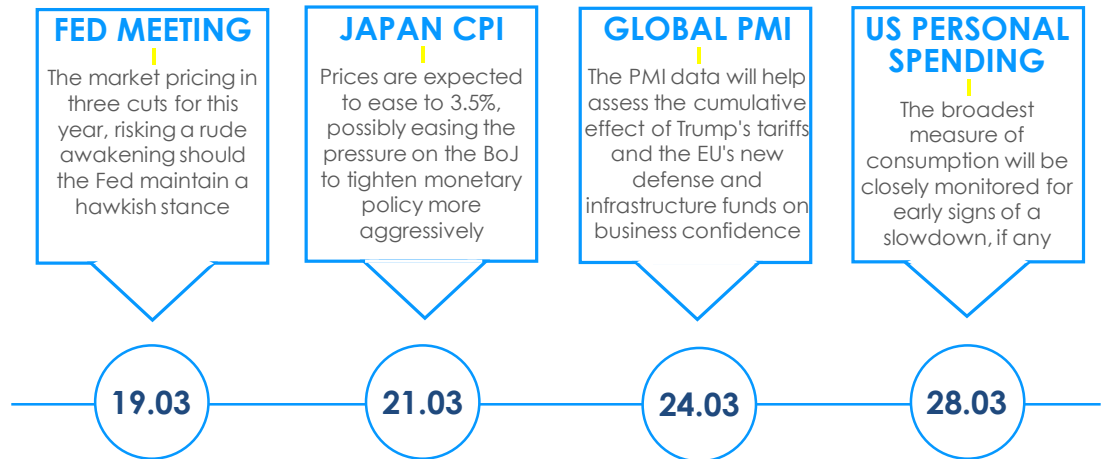 FED MEETING
The market pricing in
three cuts for this
year, risking a rude
awakening should
the Fed maintain a
hawkish stance
JAPAN CPI
Prices are expected
to ease to 3.5%,
possibly easing the
pressure on the BoJ
to tighten monetary
policy more
aggressively
GLOBAL PMI
The PMI data will help
assess the cumulative
effect of Trump's tariffs
and the EU's new
defense and
infrastructure funds on
business confidence
US PERSONAL
SPENDING
The broadest
measure of
consumption will be
closely monitored for
early signs of a
slowdown, if any
19.03
21.03
24.03
28.03